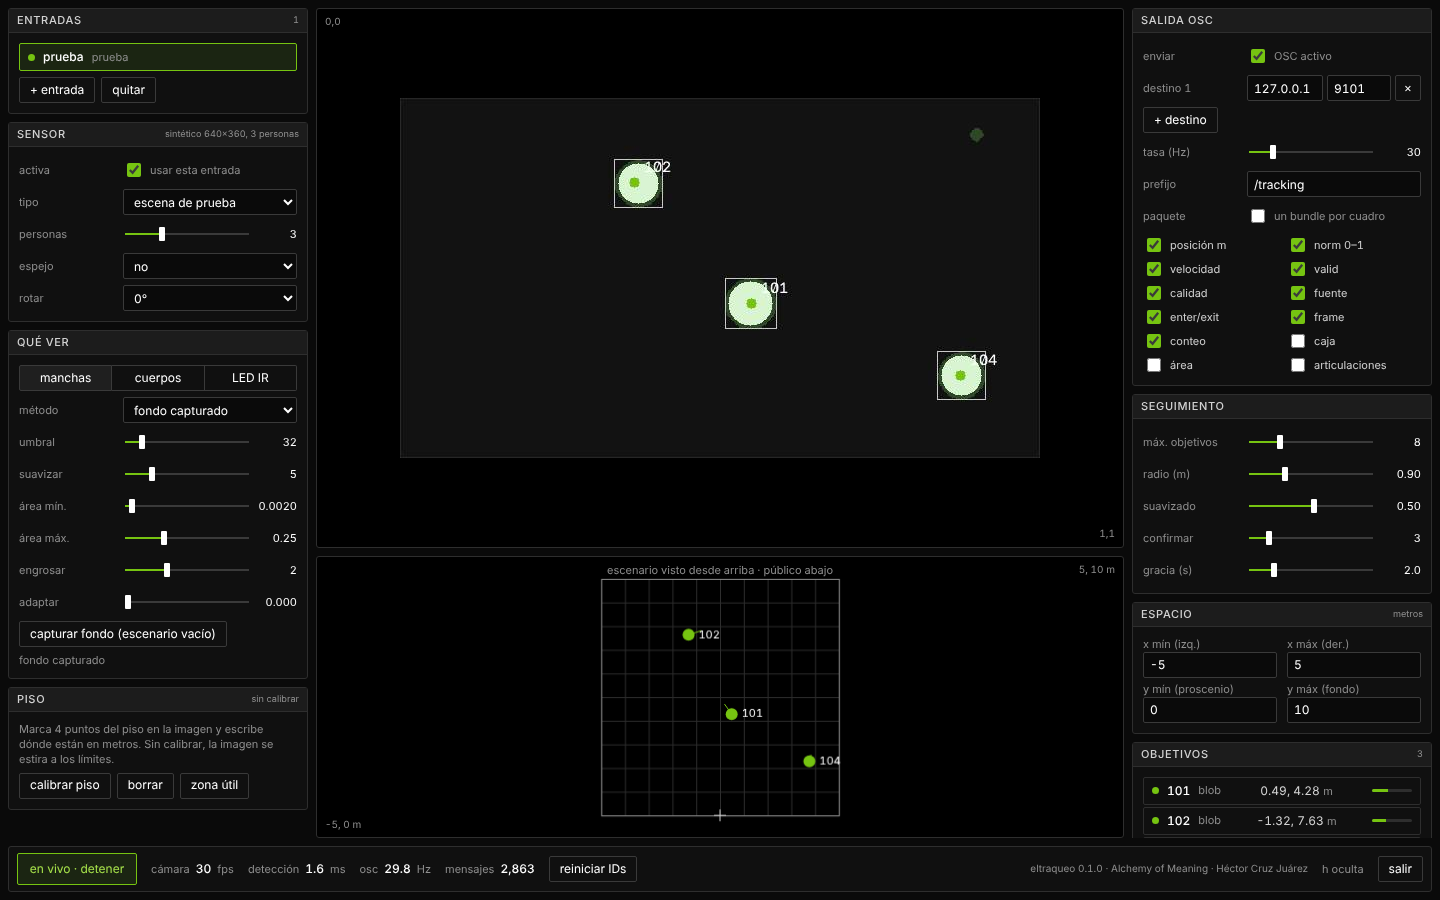 ENTRADAS 1
prueba prueba
+ entrada quitar
SENSOR sintético 640×360, 3 personas
activa usar esta entrada
tipo escena de prueba
personas 3
espejo no
rotar 0°
QUÉ VER
manchas cuerpos LED IR
método fondo capturado
umbral 32
suavizar 5
área mín. 0.0020
área máx. 0.25
engrosar 2
adaptar 0.000
capturar fondo (escenario vacío)
fondo capturado
PISO sin calibrar
Marca 4 puntos del piso en la imagen y escribe
dónde están en metros. Sin calibrar, la imagen se
estira a los límites.
calibrar piso borrar zona útil
0,0
102
101
104
1,1
escenario visto desde arriba · público abajo
5, 10 m
102
101
104
-5, 0 m
SALIDA OSC
enviar OSC activo
destino 1 127.0.0.1 9101 ×
+ destino
tasa (Hz) 30
prefijo /tracking
paquete un bundle por cuadro
posición m norm 0–1
velocidad valid
calidad fuente
enter/exit frame
conteo caja
área articulaciones
SEGUIMIENTO
máx. objetivos 8
radio (m) 0.90
suavizado 0.50
confirmar 3
gracia (s) 2.0
ESPACIO metros
x mín (izq.) x máx (der.)
-5 5
y mín (proscenio) y máx (fondo)
0 10
OBJETIVOS 3
101 blob 0.49, 4.28 m
102 blob -1.32, 7.63 m
en vivo · detener cámara 30 fps detección 1.6 ms osc 29.8 Hz mensajes 2,863 reiniciar IDs eltraqueo 0.1.0 · Alchemy of Meaning · Héctor Cruz Juárez h oculta salir